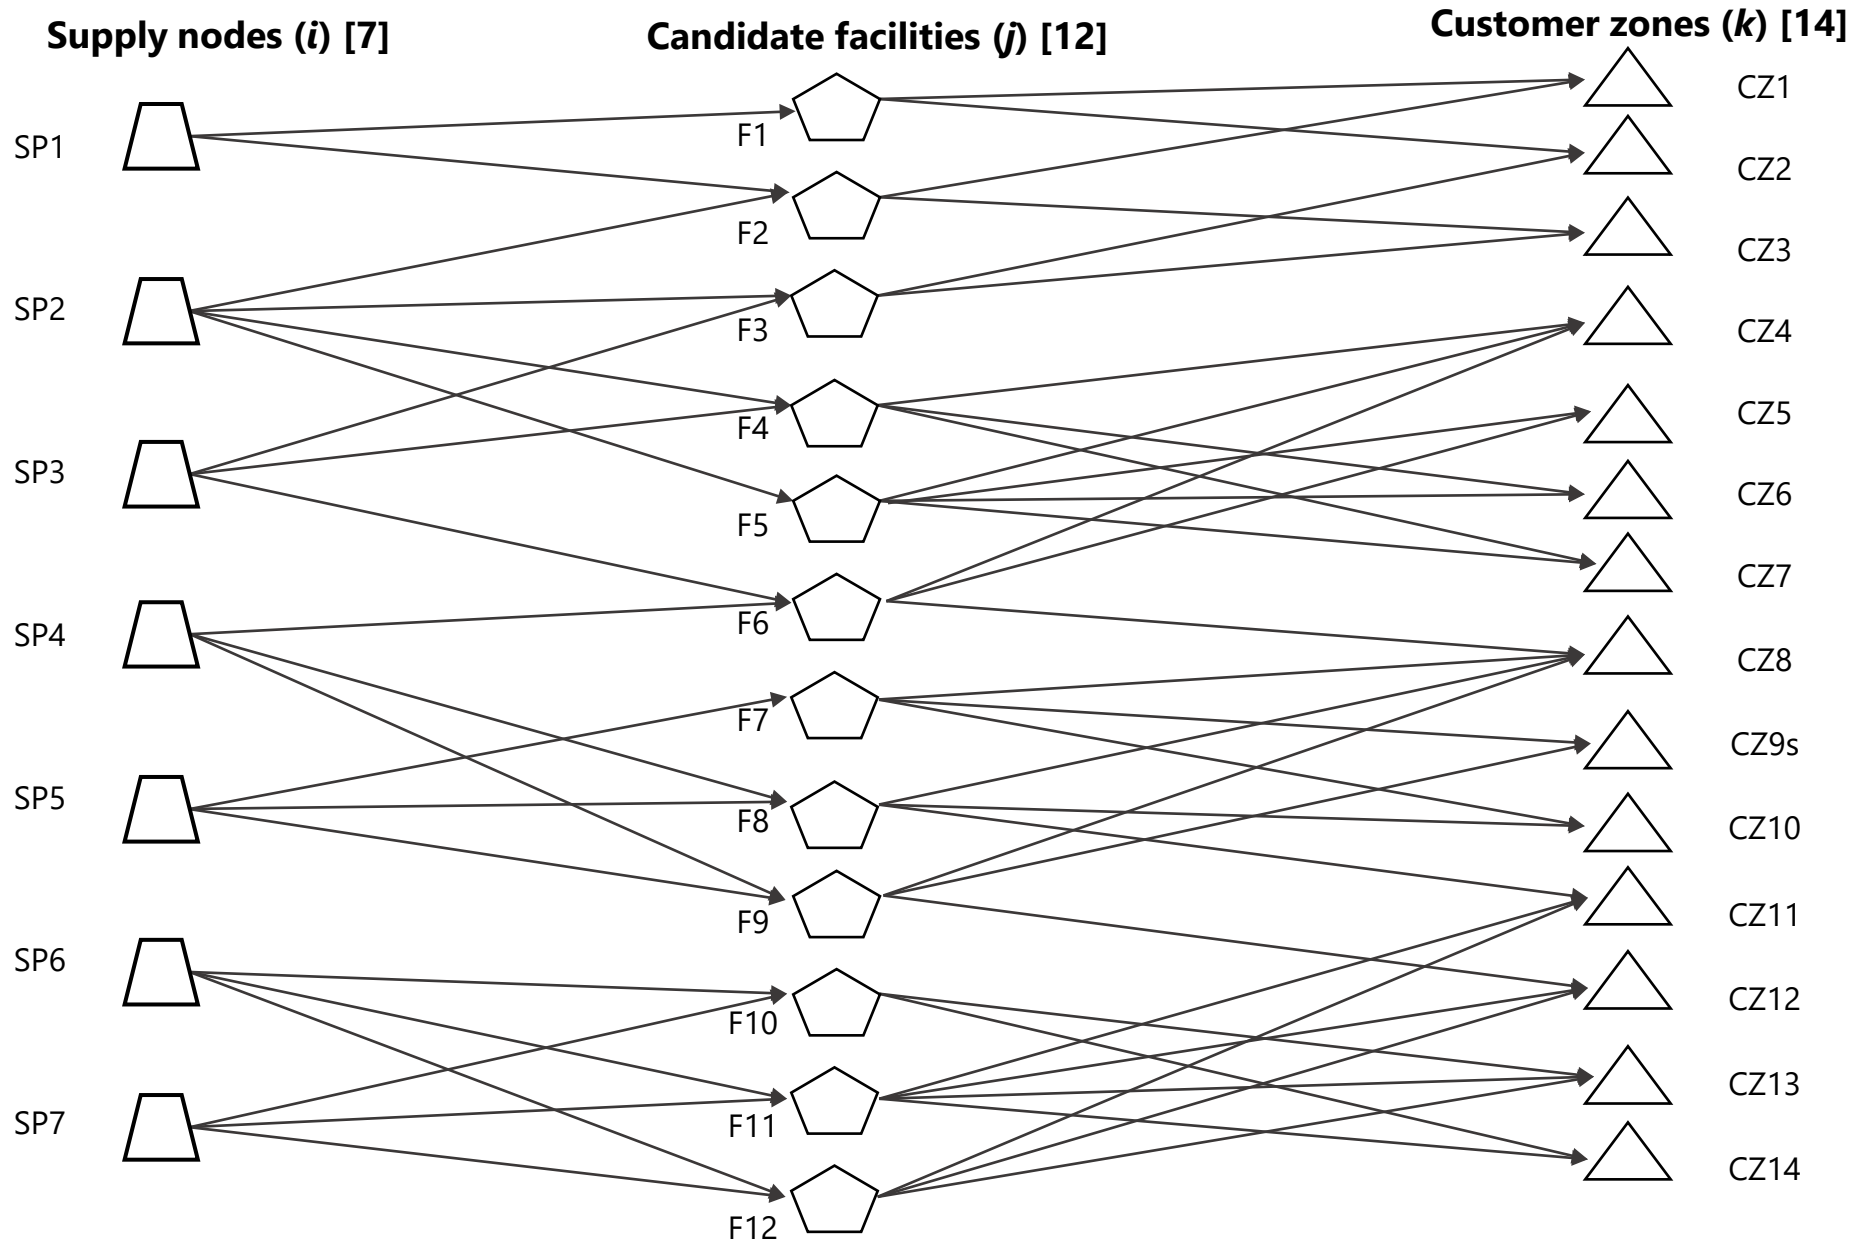 Supply nodes (i) [7]
Candidate facilities (j) [12]
Customer zones (k) [14]
SP1
SP2
SP3
SP4
SP5
SP6
SP7
F1
F2
F3
F4
F5
F6
F7
F8
F9
F10
F11
F12
CZ1
CZ2
CZ3
CZ4
CZ5
CZ6
CZ7
CZ8
CZ9s
CZ10
CZ11
CZ12
CZ13
CZ14